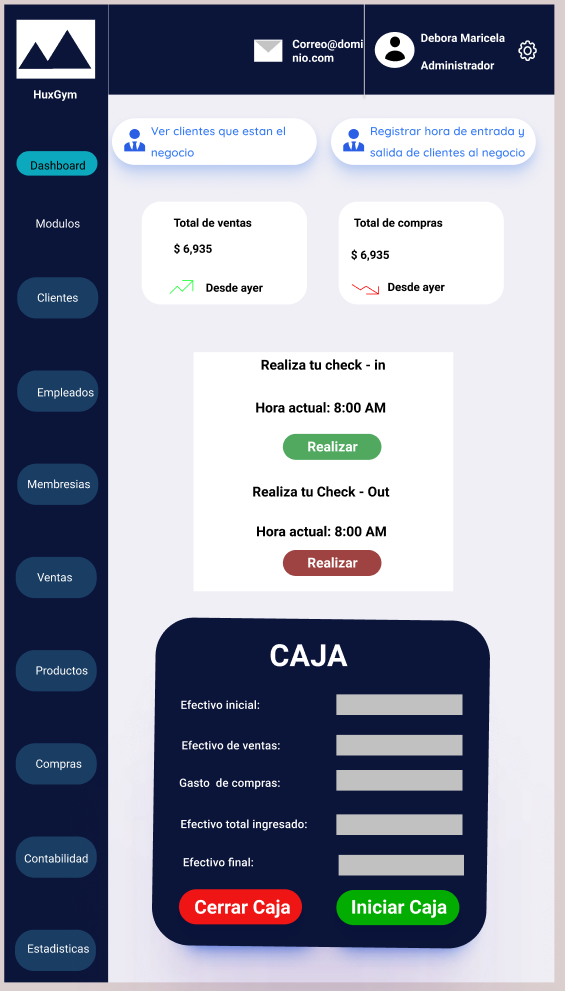 HuxGym
Dashboard
Modulos
Clientes
Empleados
Membresias
Ventas
Productos
Compras
Contabilidad
Estadisticas
Correo@domi
nio.com
Debora Maricela
Administrador
Ver clientes que estan el
negocio
Registrar hora de entrada y
salida de clientes al negocio
Total de ventas
$ 6,935
Desde ayer
Total de compras
$ 6,935
Desde ayer
Realiza tu check - in
Hora actual: 8:00 AM
Realizar
Realiza tu Check - Out
Hora actual: 8:00 AM
Realizar
CAJA
Efectivo inicial:
Efectivo de ventas:
Gasto de compras:
Efectivo total ingresado:
Efectivo final:
Cerrar Caja
Iniciar Caja